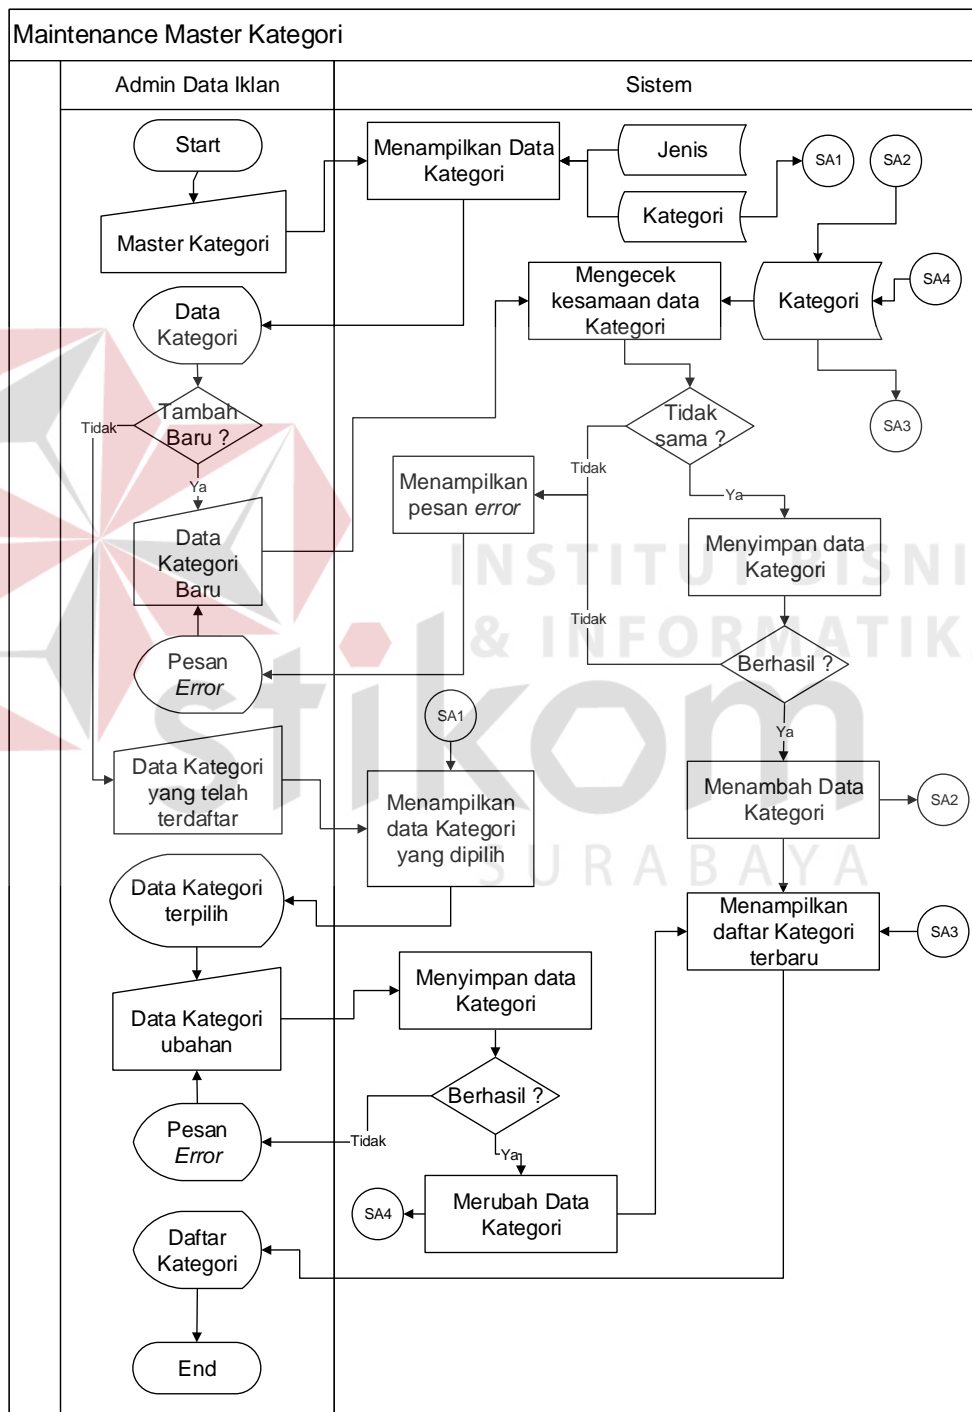 Maintenance Master Kategori
Admin Data Iklan
Sistem
Start
Menampilkan Data
Kategori
Jenis
SA1
SA2
Kategori
Master Kategori
Mengecek
kesamaan data
Kategori
Kategori
SA4
Data
Kategori
Tambah
Baru ?
Tidak
Ya
Tidak
sama ?
SA3
Tidak
Ya
Menampilkan
pesan error
Data
Kategori
Baru
Menyimpan data
Kategori
INSTITUT BISNI
& INFORMATIK
stikom
SURABAYA
Tidak
Berhasil ?
Pesan
Error
SA1
Ya
Data Kategori
yang telah
terdaftar
Menampilkan
data Kategori
yang dipilih
Menambah Data
Kategori
SA2
Data Kategori
terpilih
Menampilkan
daftar Kategori
terbaru
SA3
Menyimpan data
Kategori
Data Kategori
ubahan
Berhasil ?
Tidak
Pesan
Error
Ya
SA4
Merubah Data
Kategori
Daftar
Kategori
End